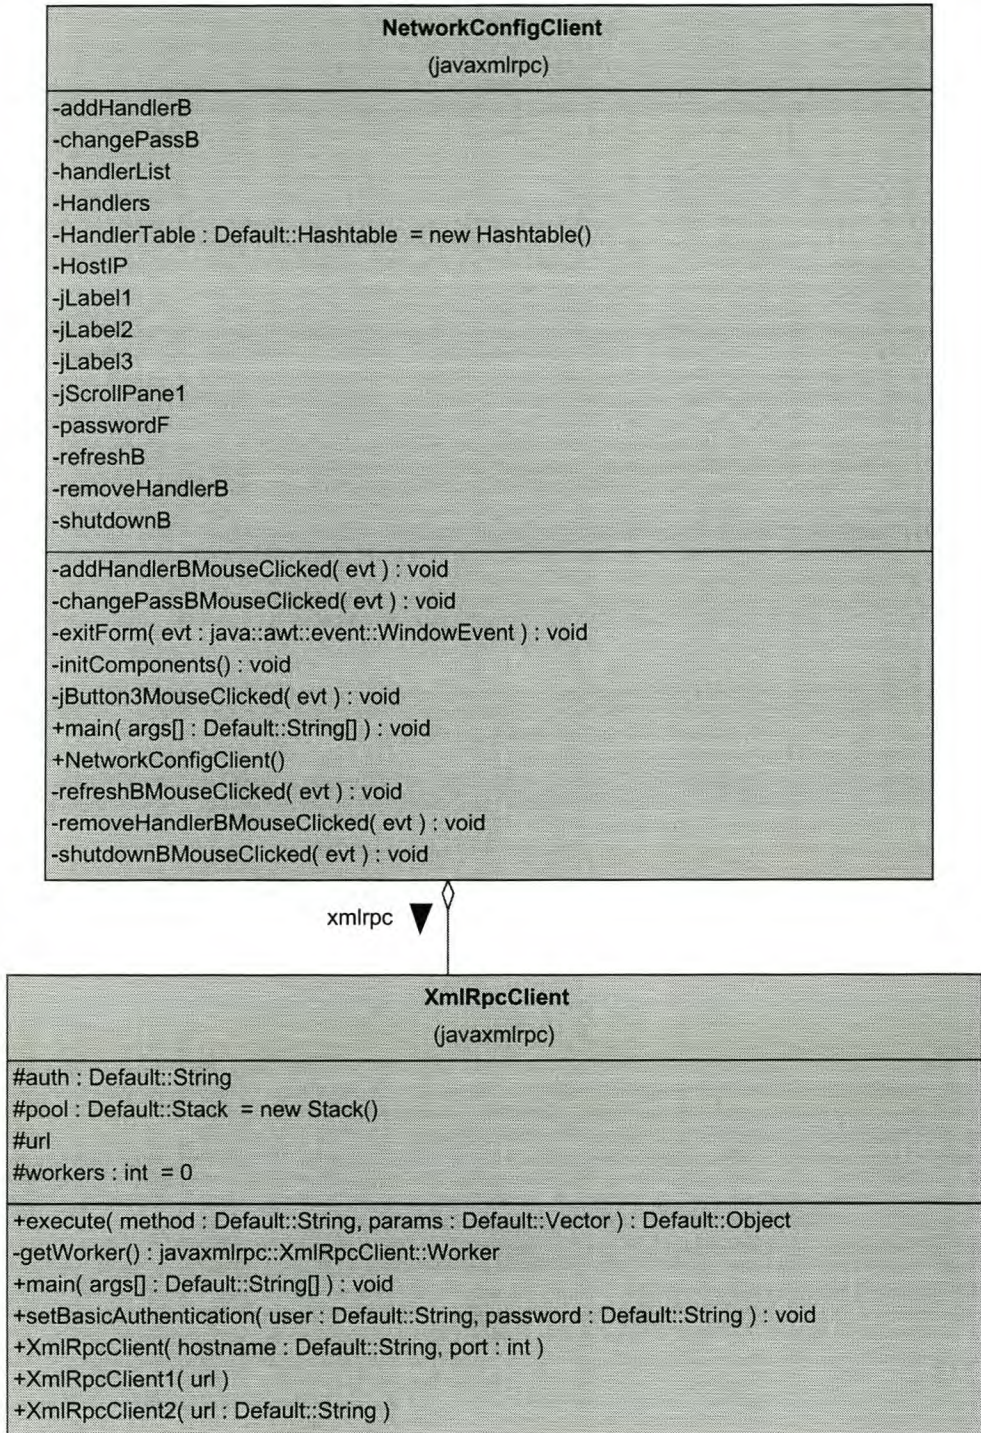 NetworkConfigClient
(javaxmlrpc)
-addHandlerB
-changePassB
-handlerList
-Handlers
-HandlerTable : Default::Hashtable = new Hashtable()
-HostIP
-jLabel1
-jLabel2
-jLabel3
-jScrollPane1
-passwordF
-refreshB
-removeHandlerB
-shutdownB
-addHandlerBMouseClicked( evt ) : void
-changePassBMouseClicked( evt ) : void
-exitForm( evt : java::awt::event::WindowEvent ) : void
-initComponents() : void
-jButton3MouseClicked( evt ) : void
+main( args[] : Default::String[] ) : void
+NetworkConfigClient()
-refreshBMouseClicked( evt ) : void
-removeHandlerBMouseClicked( evt ) : void
-shutdownBMouseClicked( evt ) : void
xmlrpc
XmlRpcClient
(javaxmlrpc)
#auth : Default::String
#pool : Default::Stack = new Stack()
#url
#workers : int = 0
+execute( method : Default::String, params : Default::Vector ) : Default::Object
-getWorker() : javaxmlrpc::XmlRpcClient::Worker
+main( args[] : Default::String[] ) : void
+setBasicAuthentication( user : Default::String, password : Default::String ) : void
+XmlRpcClient( hostname : Default::String, port : int )
+XmlRpcClient1( url )
+XmlRpcClient2( url : Default::String )